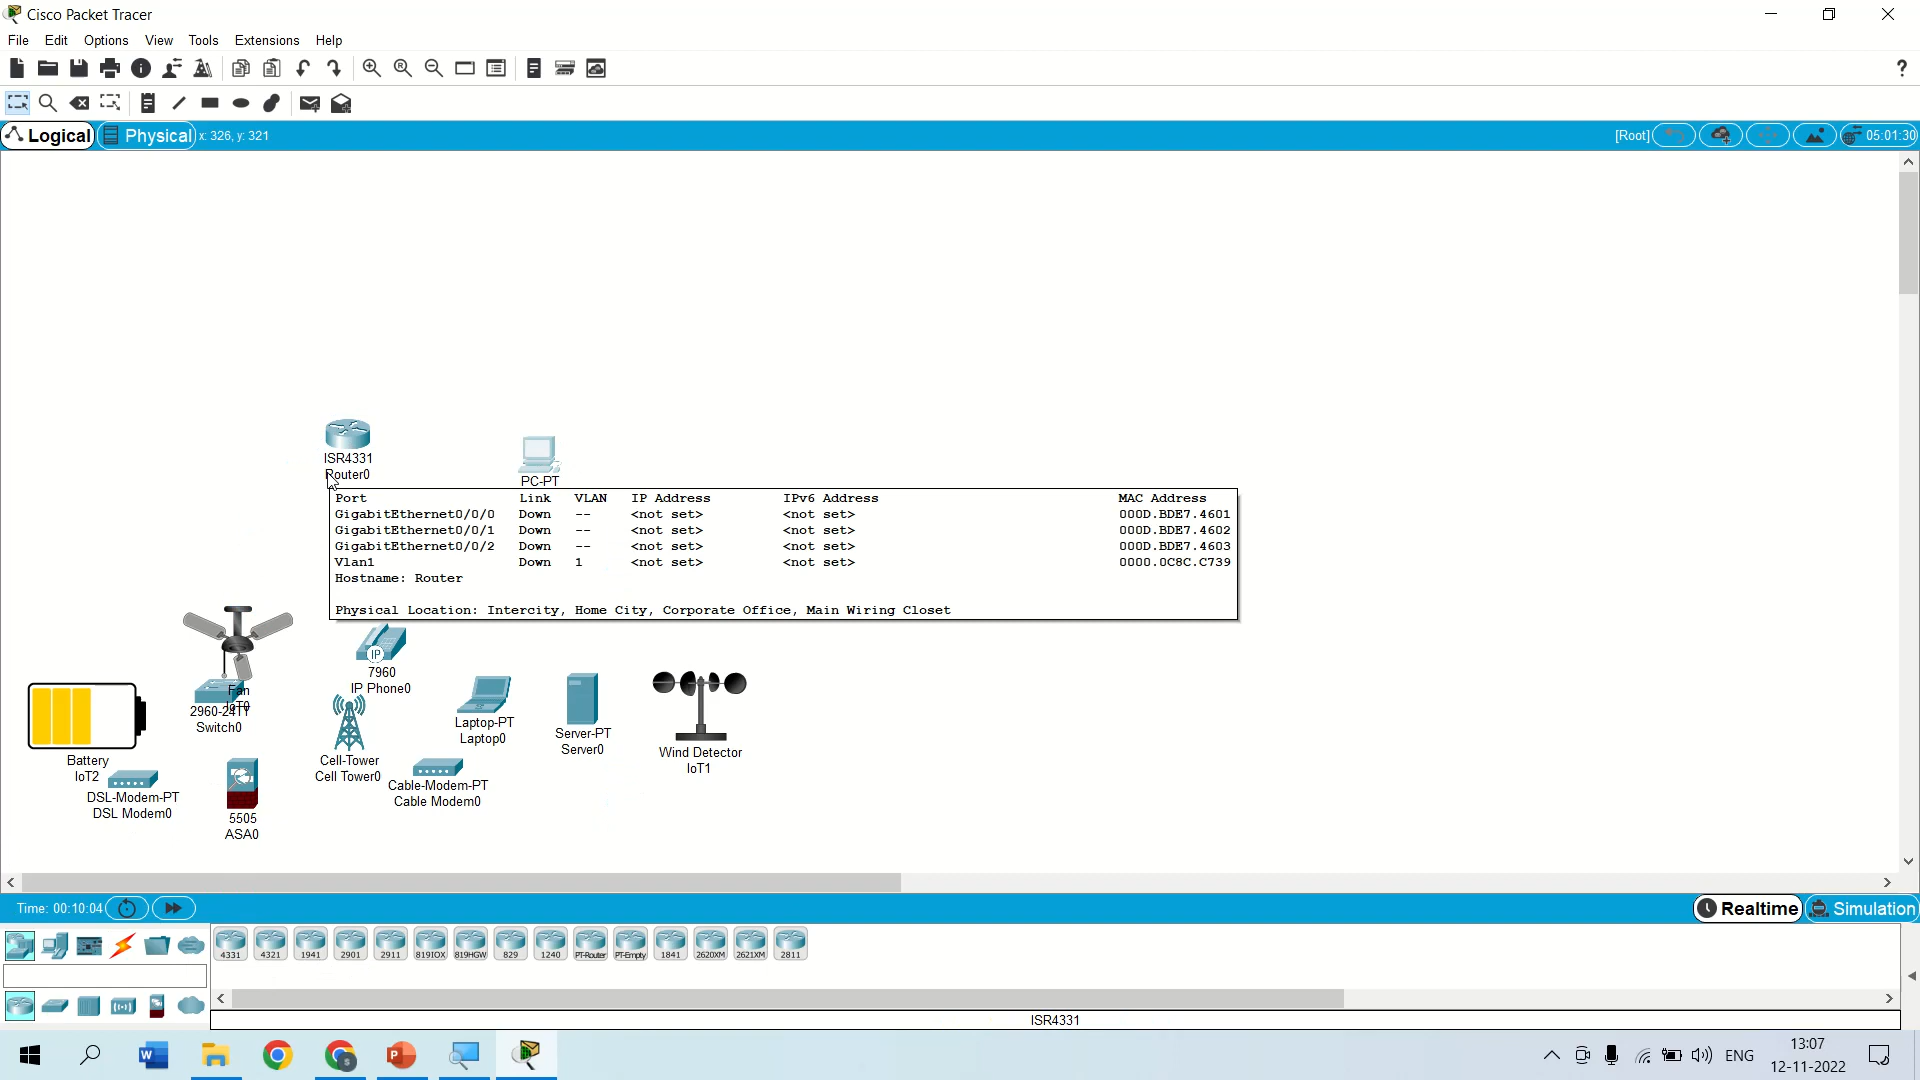 Cisco Packet Tracer
File Edit Options View Tools Extensions Help
Logical Physical x: 326, y: 321 [Root] 05:01:30
ISR4331
Router0
PC-PT
Port Link VLAN IP Address IPv6 Address MAC Address
GigabitEthernet0/0/0 Down -- <not set> <not set> 000D.BDE7.4601
GigabitEthernet0/0/1 Down -- <not set> <not set> 000D.BDE7.4602
GigabitEthernet0/0/2 Down -- <not set> <not set> 000D.BDE7.4603
Vlan1 Down 1 <not set> <not set> 0000.0C8C.C739
Hostname: Router
Physical Location: Intercity, Home City, Corporate Office, Main Wiring Closet
IP
7960
IP Phone0
Fan
IoT0
2960-24TT
Switch0
Laptop-PT
Laptop0
Server-PT
Server0
Wind Detector
IoT1
Battery
IoT2
Cell-Tower
Cell Tower0
Cable-Modem-PT
Cable Modem0
DSL-Modem-PT
DSL Modem0
5505
ASA0
Time: 00:10:04 Realtime Simulation
4331 4321 1941 2901 2911 819IOX 819HGW 829 1240 PT-Router PT-Empty 1841 2620XM 2621XM 2811
ISR4331
ENG
13:07
12-11-2022